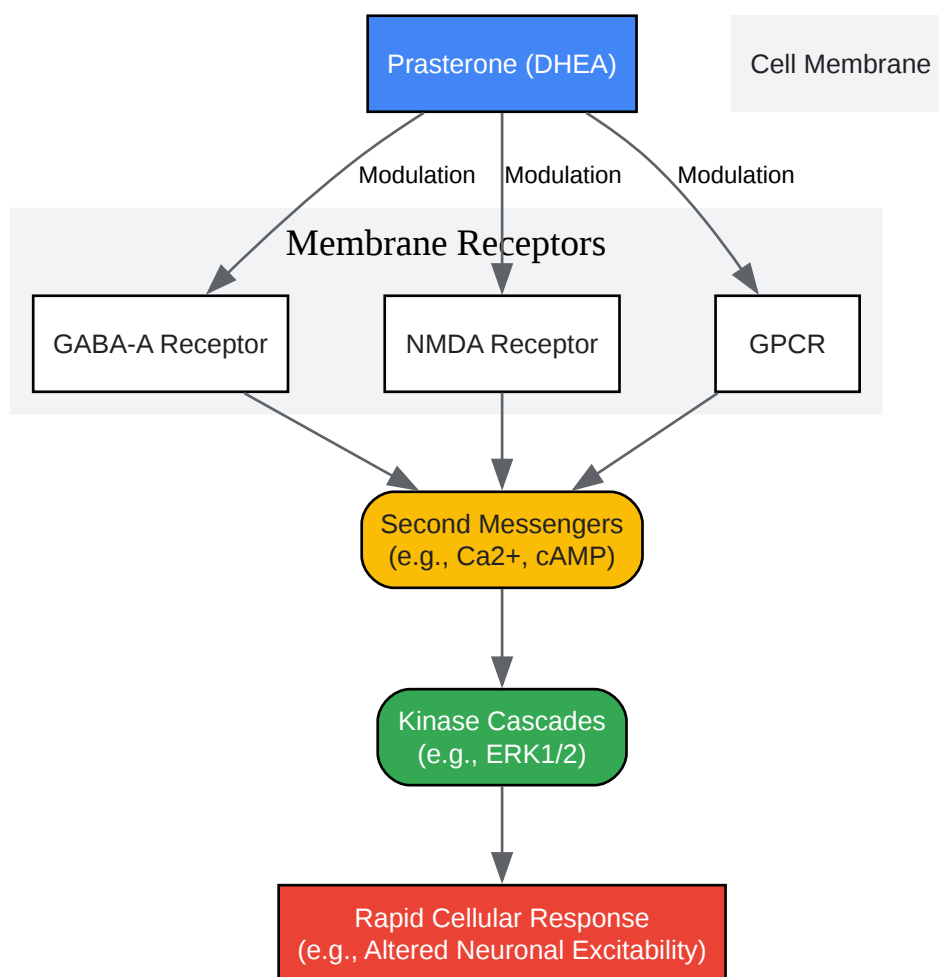 Prasterone (DHEA)
Cell Membrane
Modulation
Modulation
Modulation
Membrane Receptors
GABA-A Receptor
NMDA Receptor
GPCR
Second Messengers
(e.g., Ca2+, cAMP)
Kinase Cascades
(e.g., ERK1/2)
Rapid Cellular Response
(e.g., Altered Neuronal Excitability)